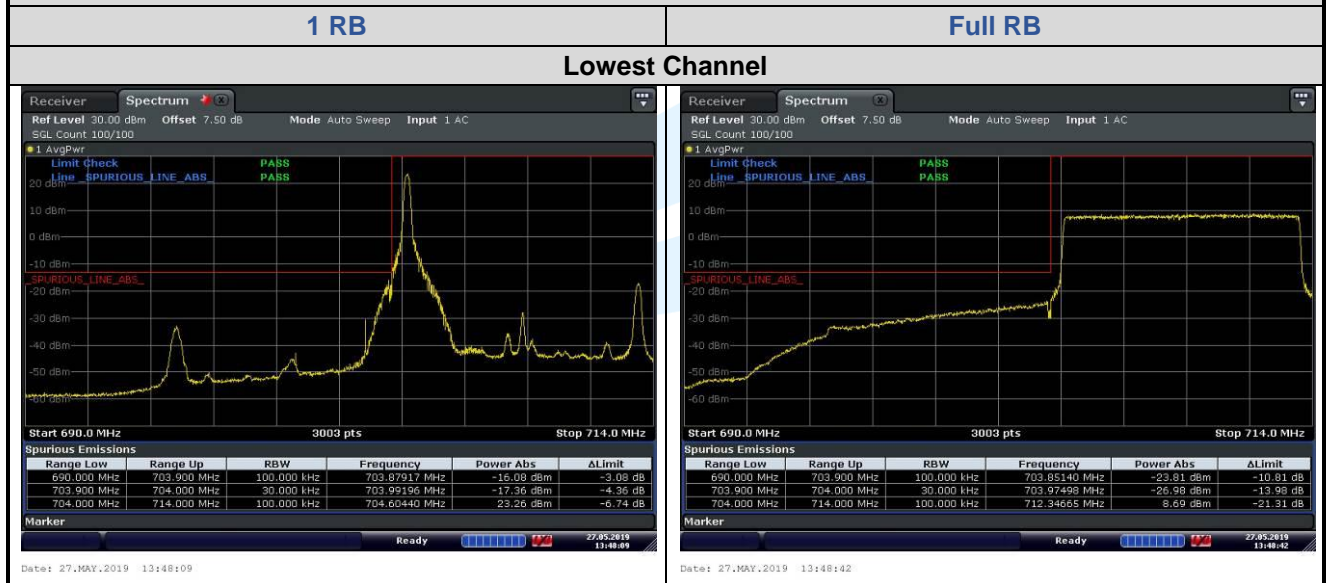 1 RB
Full RB
Lowest Channel
Receiver Spectrum
Ref Level 30.00 dBm Offset 7.50 dB Mode Auto Sweep Input 1 AC
SGL Count 100/100
1 AvgPwr
Limit Check PASS
Line _SPURIOUS_LINE_ABS_ PASS
20 dBm
10 dBm
0 dBm
-10 dBm
_SPURIOUS_LINE_ABS_
-20 dBm
-30 dBm
-40 dBm
-50 dBm
-60 dBm
Start 690.0 MHz 3003 pts Stop 714.0 MHz
Spurious Emissions
Range Low Range Up RBW Frequency Power Abs ΔLimit
690.000 MHz 703.900 MHz 100.000 kHz 703.87917 MHz -16.08 dBm -3.08 dB
703.900 MHz 704.000 MHz 30.000 kHz 703.99196 MHz -17.36 dBm -4.36 dB
704.000 MHz 714.000 MHz 100.000 kHz 704.60440 MHz 23.26 dBm -6.74 dB
Marker
Ready 27.05.2019
13:48:09
Date: 27.MAY.2019 13:48:09
Receiver Spectrum
Ref Level 30.00 dBm Offset 7.50 dB Mode Auto Sweep Input 1 AC
SGL Count 100/100
1 AvgPwr
Limit Check PASS
Line _SPURIOUS_LINE_ABS_ PASS
20 dBm
10 dBm
0 dBm
-10 dBm
_SPURIOUS_LINE_ABS_
-20 dBm
-30 dBm
-40 dBm
-50 dBm
-60 dBm
Start 690.0 MHz 3003 pts Stop 714.0 MHz
Spurious Emissions
Range Low Range Up RBW Frequency Power Abs ΔLimit
690.000 MHz 703.900 MHz 100.000 kHz 703.85140 MHz -23.81 dBm -10.81 dB
703.900 MHz 704.000 MHz 30.000 kHz 703.97498 MHz -26.98 dBm -13.98 dB
704.000 MHz 714.000 MHz 100.000 kHz 712.34665 MHz 8.69 dBm -21.31 dB
Marker
Ready 27.05.2019
13:48:42
Date: 27.MAY.2019 13:48:42